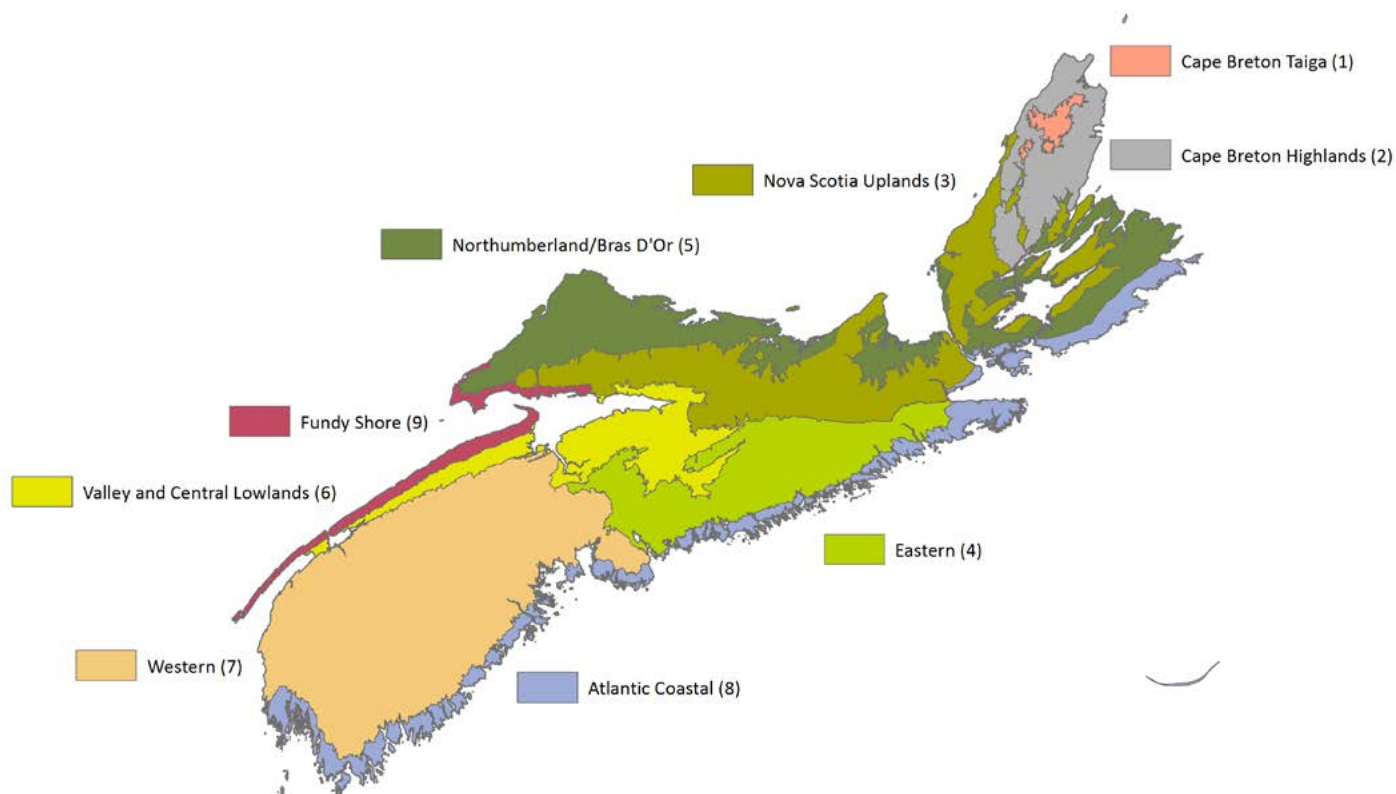 Cape Breton Taiga (1)
Cape Breton Highlands (2)
Nova Scotia Uplands (3)
Northumberland/Bras D'Or (5)
Fundy Shore (9)
Valley and Central Lowlands (6)
Eastern (4)
Western (7)
Atlantic Coastal (8)